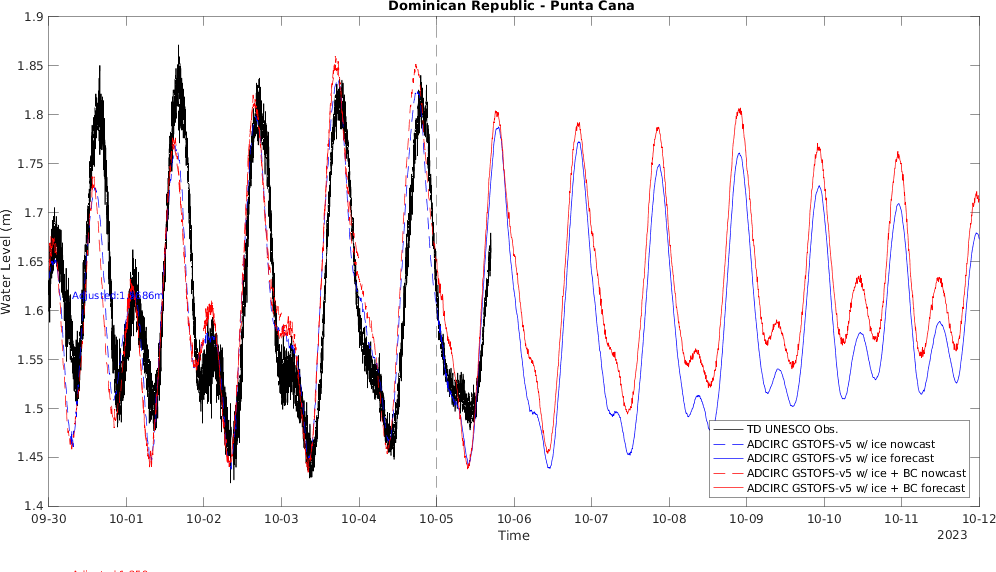 Dominican Republic - Punta Cana
1.9
1.85
1.8
1.75
1.7
1.65
1.6
1.55
1.5
1.45
1.4
Water Level (m)
TD UNESCO Obs.
ADCIRC GSTOFS-v5 w/ ice nowcast
ADCIRC GSTOFS-v5 w/ ice forecast
ADCIRC GSTOFS-v5 w/ ice + BC nowcast
ADCIRC GSTOFS-v5 w/ ice + BC forecast
09-30 10-01 10-02 10-03 10-04 10-05 10-06 10-07 10-08 10-09 10-10 10-11 10-12
Time
2023